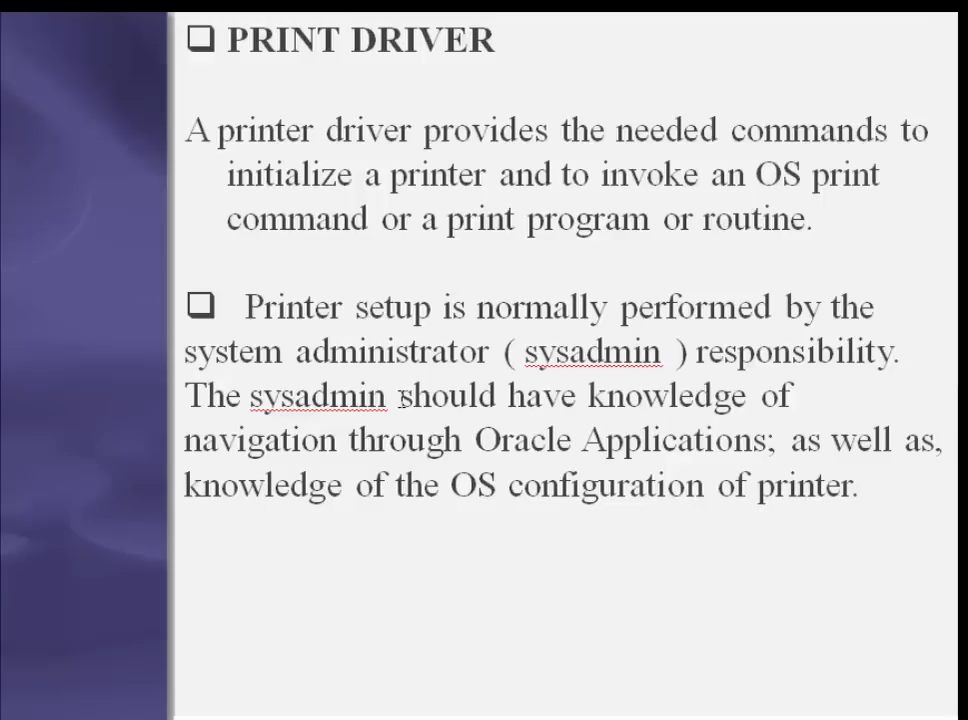 ❑ PRINT DRIVER
A printer driver provides the needed commands to
initialize a printer and to invoke an OS print
command or a print program or routine.
❑ Printer setup is normally performed by the
system administrator ( sysadmin ) responsibility.
The sysadmin should have knowledge of
navigation through Oracle Applications; as well as,
knowledge of the OS configuration of printer.